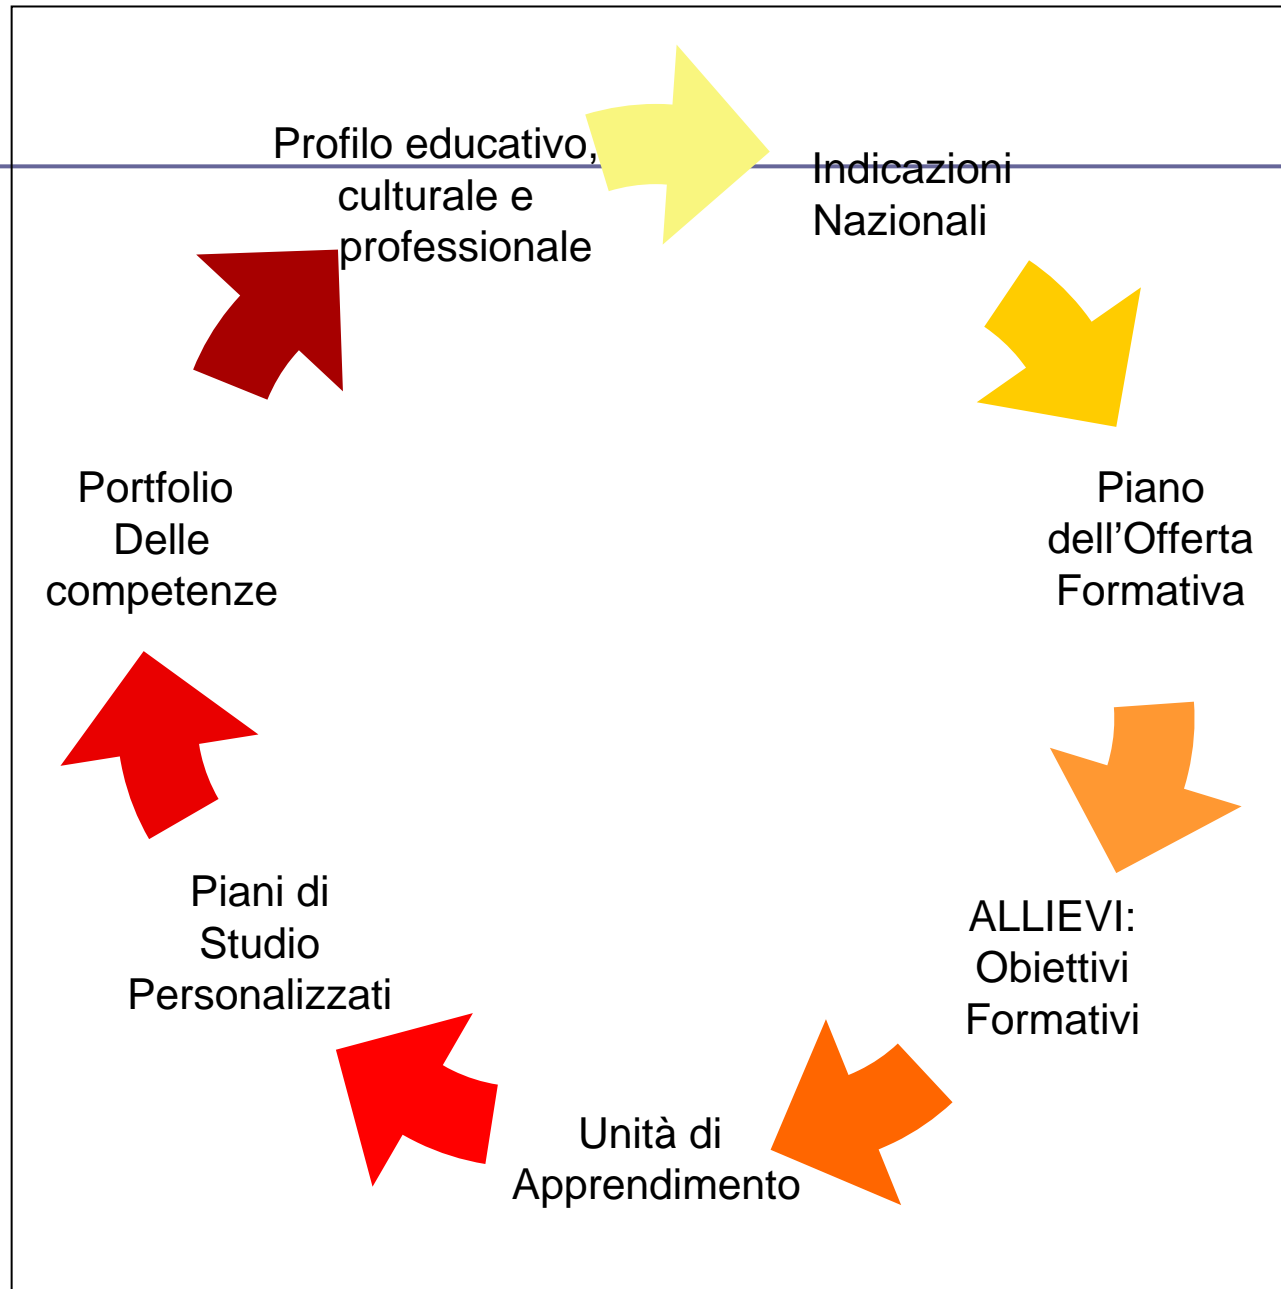 Profilo educativo,
culturale e
professionale
Indicazioni
Nazionali
Piano
dell’Offerta
Formativa
ALLIEVI:
Obiettivi
Formativi
Unità di
Apprendimento
Piani di
Studio
Personalizzati
Portfolio
Delle
competenze